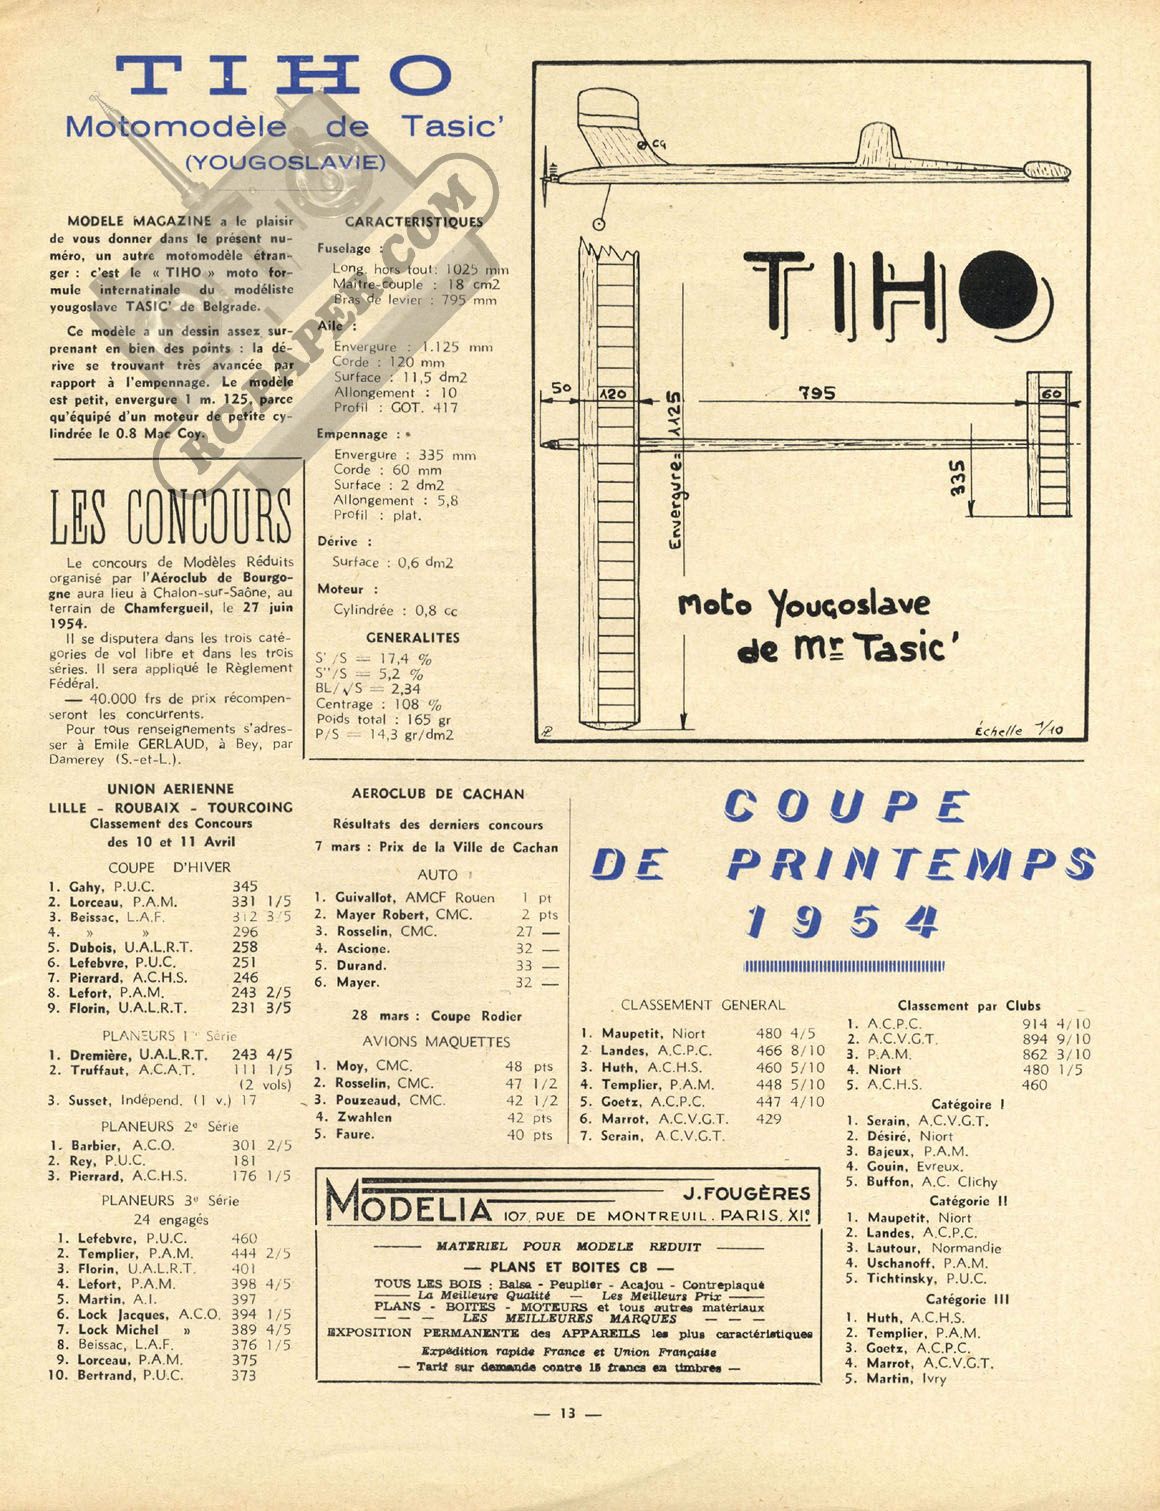 TIHO
Motomodèle de Tasic'
(YOUGOSLAVIE)
MODELE MAGAZINE a le plaisir
de vous donner dans le présent nu-
méro, un autre motomodèle étran-
ger : c'est le « TIHO » moto for-
mule internatinale du modéliste
yougoslave TASIC' de Belgrade.
Ce modèle a un dessin assez sur-
prenant en bien des points : la dé-
rive se trouvant très avancée par
rapport à l'empennage. Le modèle
est petit, envergure 1 m. 125, parce
qu'équipé d'un moteur de petite cy-
lindrée le 0.8 Mac Coy.
CARACTERISTIQUES
Fuselage :
Long. hors tout: 1025 mm
Maître-couple : 18 cm2
Bras de levier : 795 mm
Aile :
Envergure : 1.125 mm
Corde : 120 mm
Surface : 11,5 dm2
Allongement : 10
Profil : GOT. 417
Empennage :
Envergure : 335 mm
Corde : 60 mm
Surface : 2 dm2
Allongement : 5,8
Profil : plat.
Dérive :
Surface : 0,6 dm2
Moteur :
Cylindrée : 0,8 cc
GENERALITES
S'/S = 17,4 %
S''/S = 5,2 %
BL/√S = 2,34
Centrage : 108 %
Poids total : 165 gr
P/S = 14,3 gr/dm2
CG
TIHO
50
120
795
60
Envergure= 1125
335
Moto Yougoslave
de Mr Tasic'
Échelle 1/10
RCPAPER.COM
LES CONCOURS
Le concours de Modèles Réduits
organisé par l'Aéroclub de Bourgo-
gne aura lieu à Chalon-sur-Saône, au
terrain de Chamfergueil, le 27 juin
1954.
Il se disputera dans les trois caté-
gories de vol libre et dans les trois
séries. Il sera appliqué le Règlement
Fédéral.
— 40.000 frs de prix récompen-
seront les concurrents.
Pour tous renseignements s'adres-
ser à Emile GERLAUD, à Bey, par
Damerey (S.-et-L.).
UNION AERIENNE
LILLE - ROUBAIX - TOURCOING
Classement des Concours
des 10 et 11 Avril
COUPE D'HIVER
1. Gahy, P.U.C. 345
2. Lorceau, P.A.M. 331 1/5
3. Beissac, L.A.F. 312 3/5
4. » » 296
5. Dubois, U.A.L.R.T. 258
6. Lefebvre, P.U.C. 251
7. Pierrard, A.C.H.S. 246
8. Lefort, P.A.M. 243 2/5
9. Florin, U.A.L.R.T. 231 3/5
PLANEURS 1re Série
1. Dremière, U.A.L.R.T. 243 4/5
2. Truffaut, A.C.A.T. 111 1/5
(2 vols)
3. Susset, Indépend. (1 v.) 17
PLANEURS 2e Série
1. Barbier, A.C.O. 301 2/5
2. Rey, P.U.C. 181
3. Pierrard, A.C.H.S. 176 1/5
PLANEURS 3e Série
24 engagés
1. Lefebvre, P.U.C. 460
2. Templier, P.A.M. 444 2/5
3. Florin, U.A.L.R.T. 401
4. Lefort, P.A.M. 398 4/5
5. Martin, A.I. 397
6. Lock Jacques, A.C.O. 394 1/5
7. Lock Michel » 389 4/5
8. Beissac, L.A.F. 376 1/5
9. Lorceau, P.A.M. 375
10. Bertrand, P.U.C. 373
AEROCLUB DE CACHAN
Résultats des derniers concours
7 mars : Prix de la Ville de Cachan
AUTO
1. Guivallot, AMCF Rouen 1 pt
2. Mayer Robert, CMC. 2 pts
3. Rosselin, CMC. 27 —
4. Ascione. 32 —
5. Durand. 33 —
6. Mayer. 32 —
28 mars : Coupe Rodier
AVIONS MAQUETTES
1. Moy, CMC. 48 pts
2. Rosselin, CMC. 47 1/2
3. Pouzeaud, CMC. 42 1/2
4. Zwahlen 42 pts
5. Faure. 40 pts
COUPE
DE PRINTEMPS
1954
CLASSEMENT GENERAL
1. Maupetit, Niort 480 4/5
2 Landes, A.C.P.C. 466 8/10
3. Huth, A.C.H.S. 460 5/10
4. Templier, P.A.M. 448 5/10
5. Goetz, A.C.P.C. 447 4/10
6. Marrot, A.C.V.G.T. 429
7. Serain, A.C.V.G.T.
Classement par Clubs
1. A.C.P.C. 914 4/10
2. A.C.V.G.T. 894 9/10
3. P.A.M. 862 3/10
4. Niort 480 1/5
5. A.C.H.S. 460
Catégoire I
1. Serain, A.C.V.G.T.
2. Désiré, Niort
3. Bajeux, P.A.M.
4. Gouin, Evreux.
5. Buffon, A.C. Clichy
Catégorie II
1. Maupetit, Niort
2. Landes, A.C.P.C.
3. Lautour, Normandie
4. Uschanoff, P.A.M.
5. Tichtinsky, P.U.C.
Catégorie III
1. Huth, A.C.H.S.
2. Templier, P.A.M.
3. Goetz, A.C.P.C.
4. Marrot, A.C.V.G.T.
5. Martin, Ivry
MODELIA J. FOUGÈRES
107, RUE DE MONTREUIL. PARIS. XIe
MATERIEL POUR MODELE REDUIT
— PLANS ET BOITES CB —
TOUS LES BOIS : Balsa - Peuplier - Acajou - Contreplaqué
La Meilleure Qualité — Les Meilleurs Prix
PLANS - BOITES - MOTEURS et tous autres matériaux
— — — LES MEILLEURES MARQUES — — —
EXPOSITION PERMANENTE des APPAREILS les plus caractéristiques
Expédition rapide France et Union Française
— Tarif sur demande contre 15 francs en timbres —
— 13 —